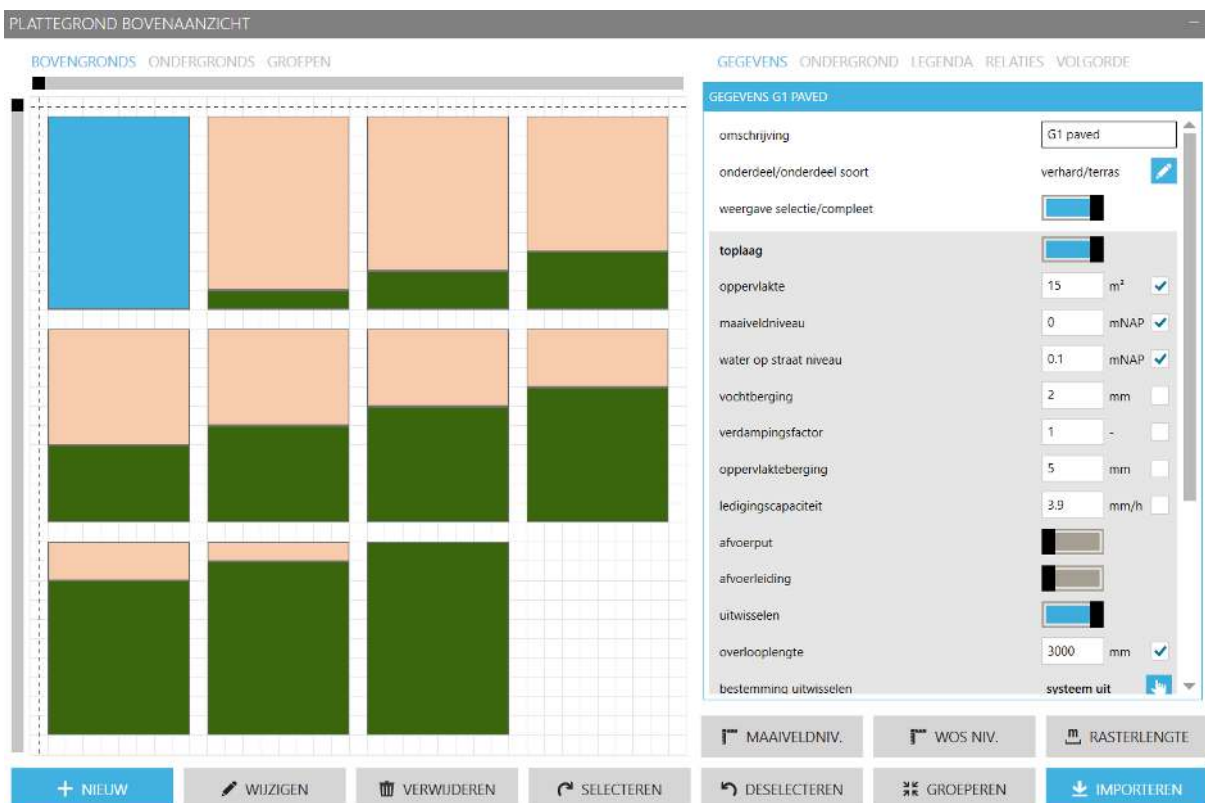 PLATTEGROND BOVENAANZICHT
BOVENGRONDS ONDERGRONDS GROEPEN
GEGEVENS ONDERGROND LEGENDA RELATIES VOLGORDE
GEGEVENS G1 PAVED
omschrijving G1 paved
onderdeel/onderdeel soort verhard/terras
weergave selectie/compleet
toplaag
oppervlakte 15 m²
maaiveldniveau 0 mNAP
water op straat niveau 0.1 mNAP
vochtberging 2 mm
verdampingsfactor 1 -
oppervlakteberging 5 mm
ledigingscapaciteit 3.9 mm/h
afvoerput
afvoerleiding
uitwisselen
overlooplengte 3000 mm
bestemming uitwisselen systeem uit
MAAIVELDNIV. WOS NIV. RASTERLENGTE
+ NIEUW WIJZIGEN VERWIJDEREN SELECTEREN DESELECTEREN GROEPEREN IMPORTEREN